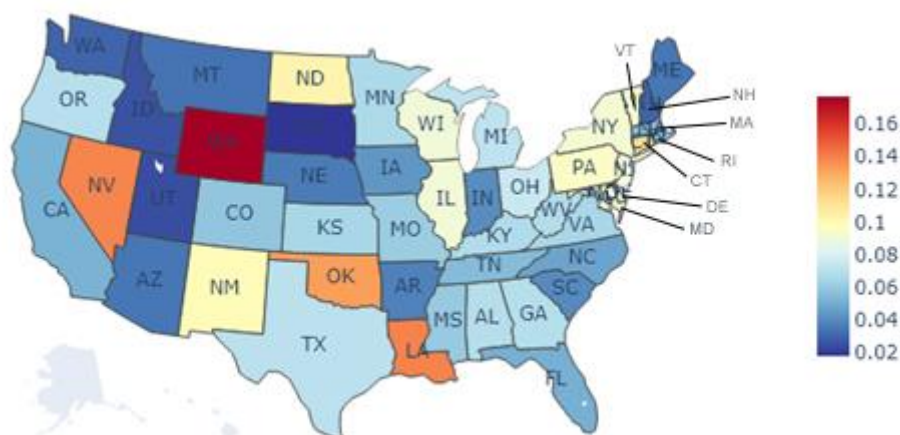 WA
MT
ND
MN
VT
ME
OR
ID
WI
MI
NY
NH
MA
RI
CT
NE
IA
PA
NJ
NV
UT
CO
IL
IN
OH
DE
MD
CA
KS
MO
WV
VA
KY
AZ
NM
OK
AR
TN
NC
SC
TX
LA
MS
AL
GA
FL
0.16
0.14
0.12
0.1
0.08
0.06
0.04
0.02